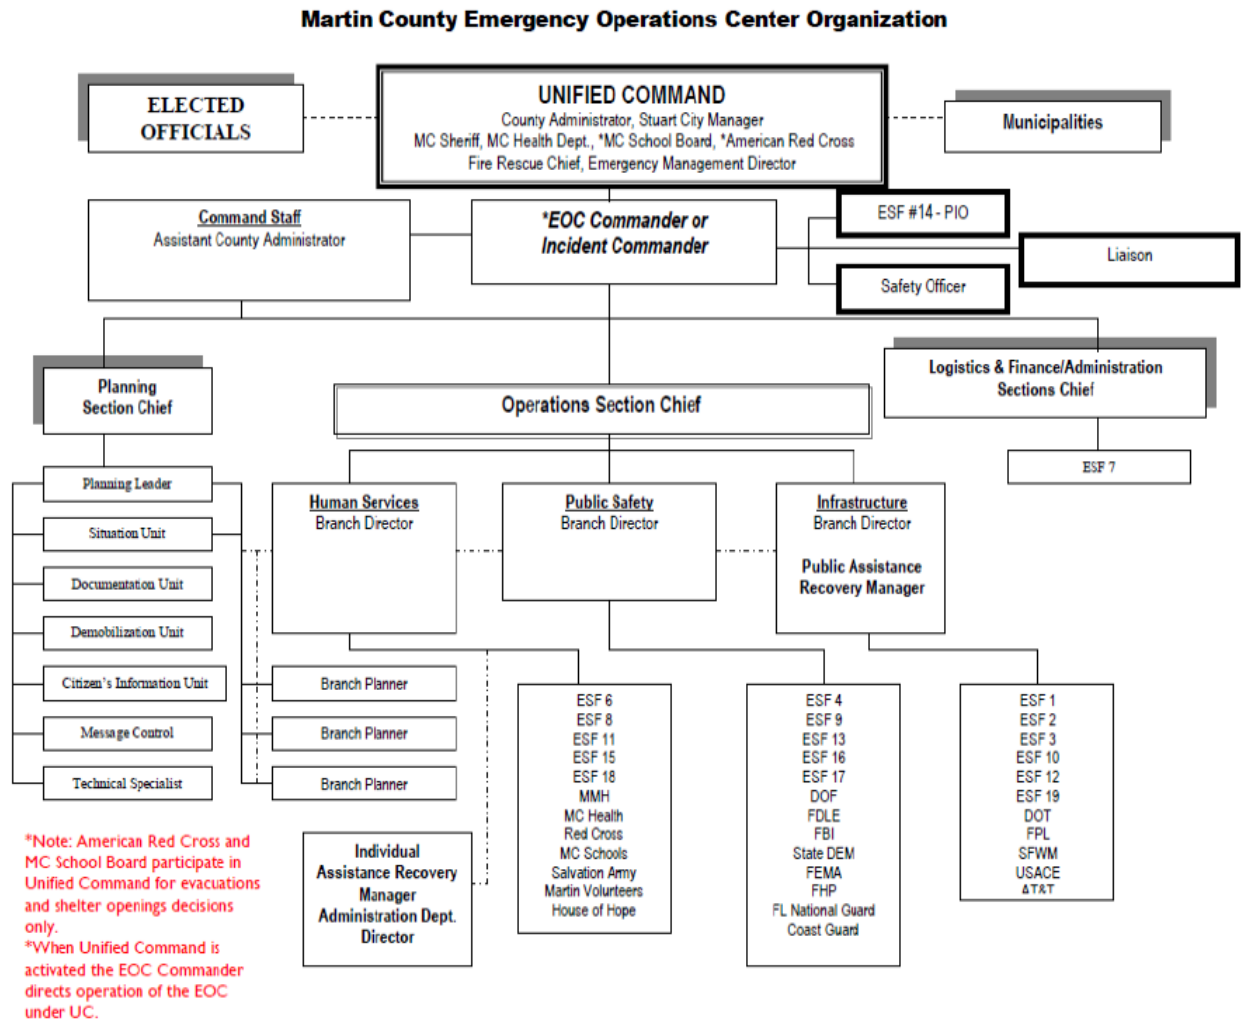 Martin County Emergency Operations Center Organization
ELECTED
OFFICIALS
UNIFIED COMMAND
County Administrator, Stuart City Manager
MC Sheriff, MC Health Dept., *MC School Board, *American Red Cross
Fire Rescue Chief, Emergency Management Director
Municipalities
Command Staff
Assistant County Administrator
*EOC Commander or
Incident Commander
ESF #14 - PIO
Liaison
Safety Officer
Planning
Section Chief
Operations Section Chief
Logistics & Finance/Administration
Sections Chief
ESF 7
Planning Leader
Situation Unit
Documentation Unit
Demobilization Unit
Citizen's Information Unit
Message Control
Technical Specialist
Human Services
Branch Director
Public Safety
Branch Director
Infrastructure
Branch Director
Public Assistance
Recovery Manager
Branch Planner
Branch Planner
Branch Planner
Individual
Assistance Recovery
Manager
Administration Dept.
Director
ESF 6
ESF 8
ESF 11
ESF 15
ESF 18
MMH
MC Health
Red Cross
MC Schools
Salvation Army
Martin Volunteers
House of Hope
ESF 4
ESF 9
ESF 13
ESF 16
ESF 17
DOF
FDLE
FBI
State DEM
FEMA
FHP
FL National Guard
Coast Guard
ESF 1
ESF 2
ESF 3
ESF 10
ESF 12
ESF 19
DOT
FPL
SFWM
USACE
AT&T
*Note: American Red Cross and
MC School Board participate in
Unified Command for evacuations
and shelter openings decisions
only.
*When Unified Command is
activated the EOC Commander
directs operation of the EOC
under UC.